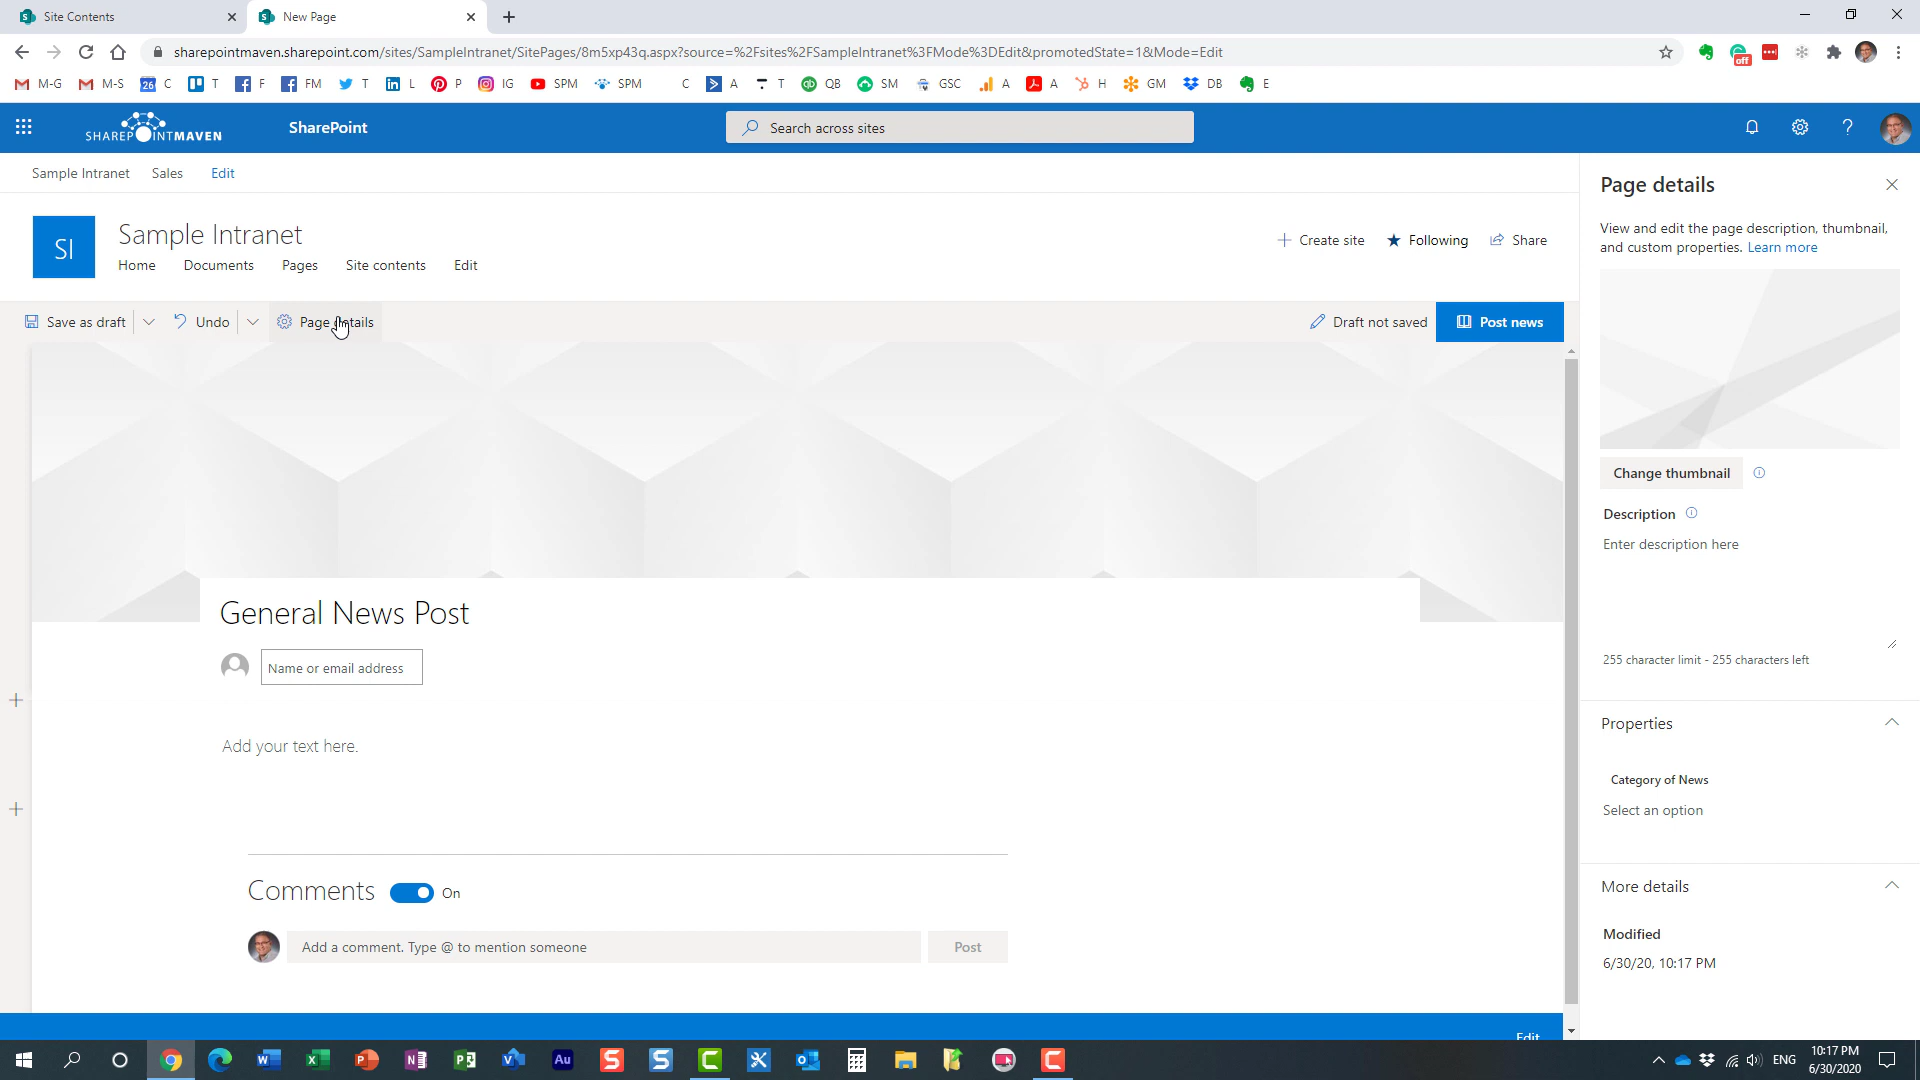 Site Contents
New Page
sharepointmaven.sharepoint.com/sites/SampleIntranet/SitePages/8m5xp43q.aspx?source=%2Fsites%2FSampleIntranet%3FMode%3DEdit&promotedState=1&Mode=Edit
off
M-G M-S 26 C T F FM T L P IG SPM SPM C A T QB SM GSC A A H GM DB E
SHAREPOINTMAVEN
SharePoint
Search across sites
Sample Intranet Sales Edit
SI
Sample Intranet
Home Documents Pages Site contents Edit
Create site Following Share
Save as draft Undo Page details
Draft not saved Post news
General News Post
Name or email address
Add your text here.
Comments On
Add a comment. Type @ to mention someone
Post
Edit
Page details
View and edit the page description, thumbnail,
and custom properties. Learn more
Change thumbnail
Description
Enter description here
255 character limit - 255 characters left
Properties
Category of News
Select an option
More details
Modified
6/30/20, 10:17 PM
ENG
10:17 PM
6/30/2020